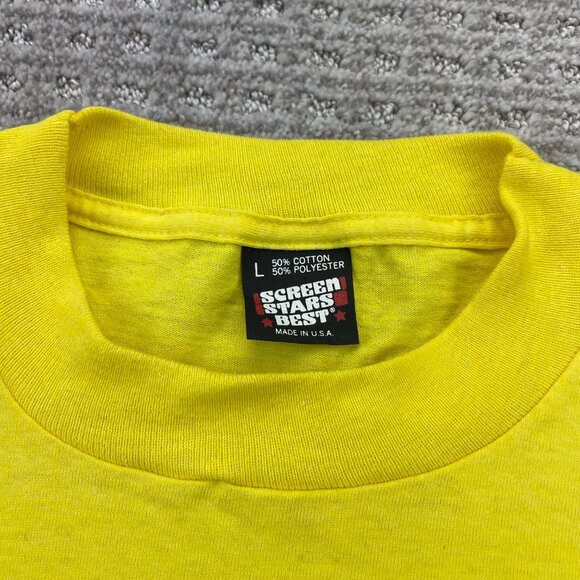 L 50% COTTON
50% POLYESTER
SCREEN
STARS
BEST®
MADE IN U.S.A.